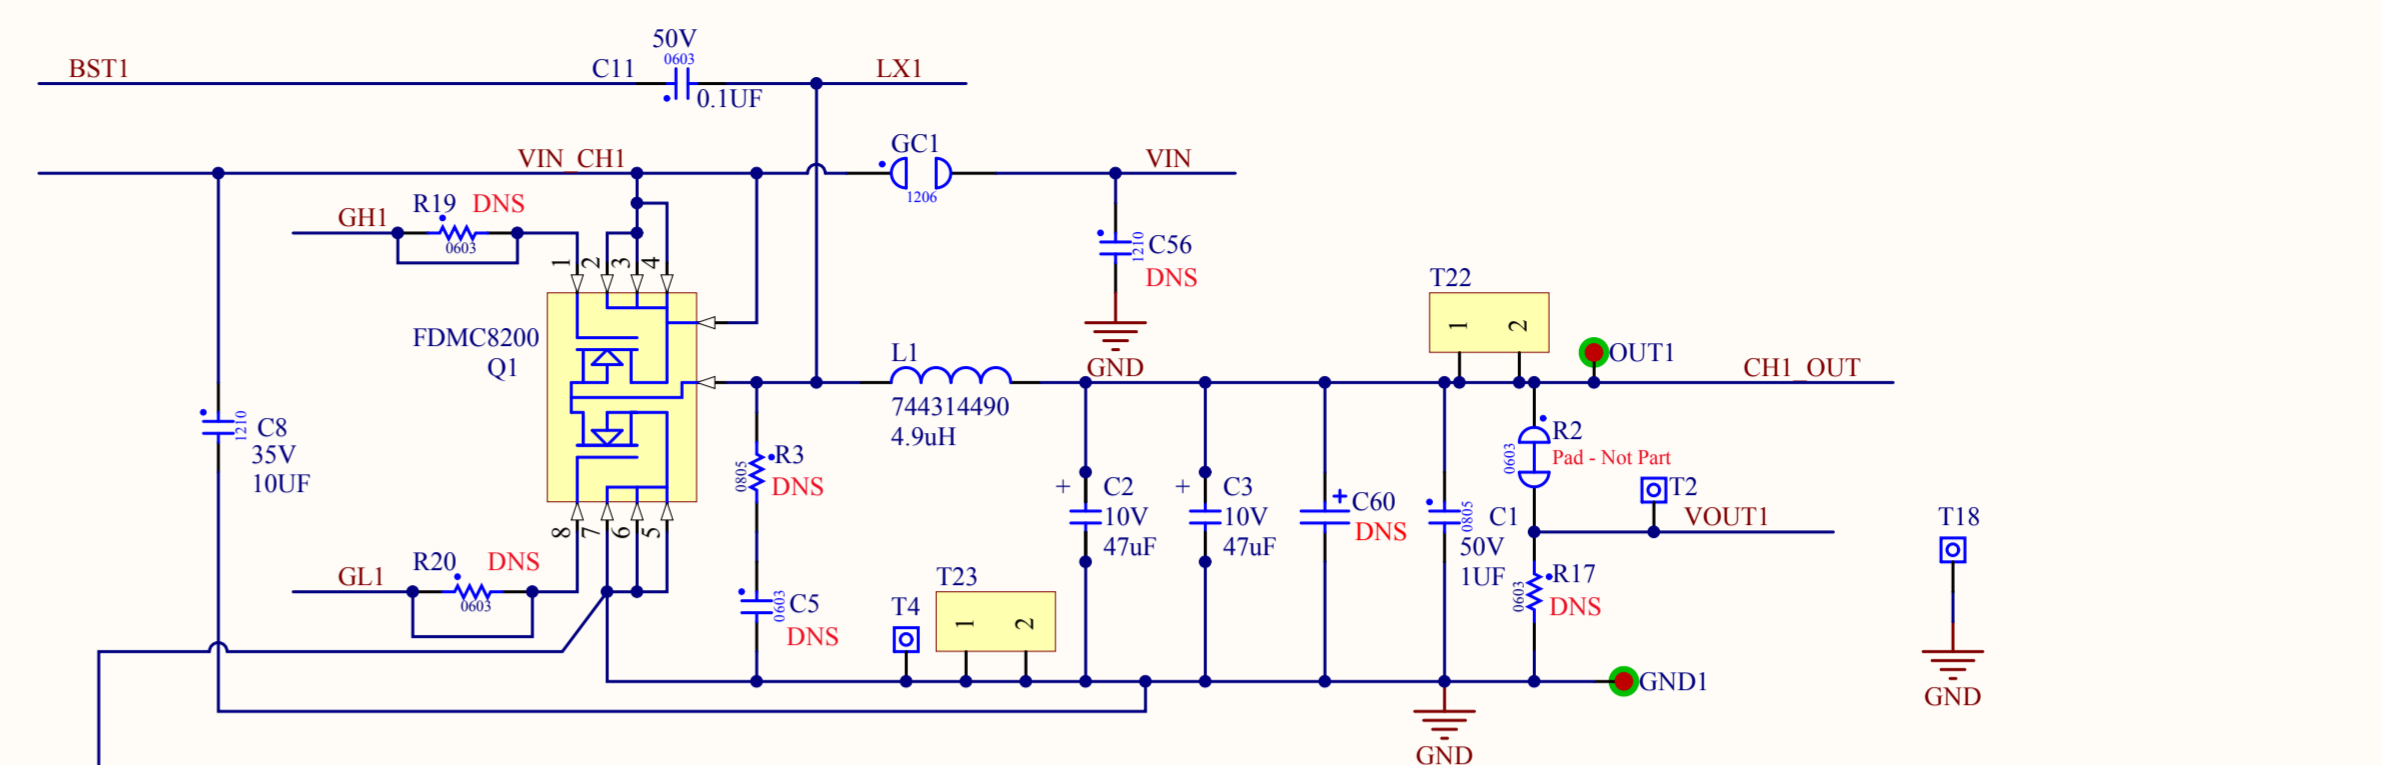 50V
0603
BST1
C11
LX1
0.1UF
GC1
VIN_CH1
VIN
1206
R19 DNS
GH1
0603
1210
C56
DNS
1
2
3
4
T22
1
2
FDMC8200
Q1
L1
GND
OUT1
CH1_OUT
744314490
4.9uH
1210
C8
35V
10UF
R3
0805
DNS
+
C2
10V
47uF
+
C3
10V
47uF
+
C60
DNS
0805
C1
50V
1UF
R2
0603
Pad - Not Part
T2
VOUT1
T18
8
7
6
5
R20
DNS
GL1
0603
0603
C5
DNS
T4
T23
1
2
R17
0603
DNS
GND1
GND
GND